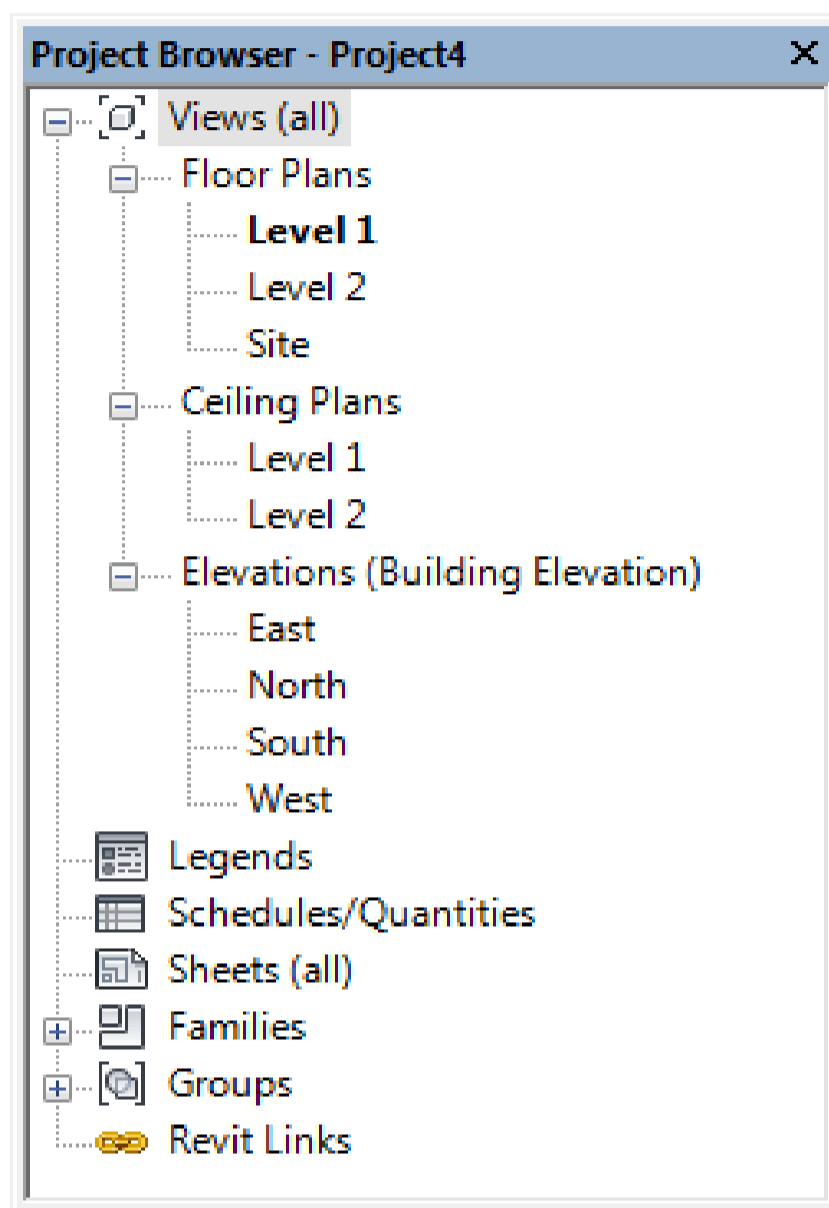 Project Browser - Project4
Views (all)
Floor Plans
Level 1
Level 2
Site
Ceiling Plans
Level 1
Level 2
Elevations (Building Elevation)
East
North
South
West
Legends
Schedules/Quantities
Sheets (all)
Families
Groups
Revit Links